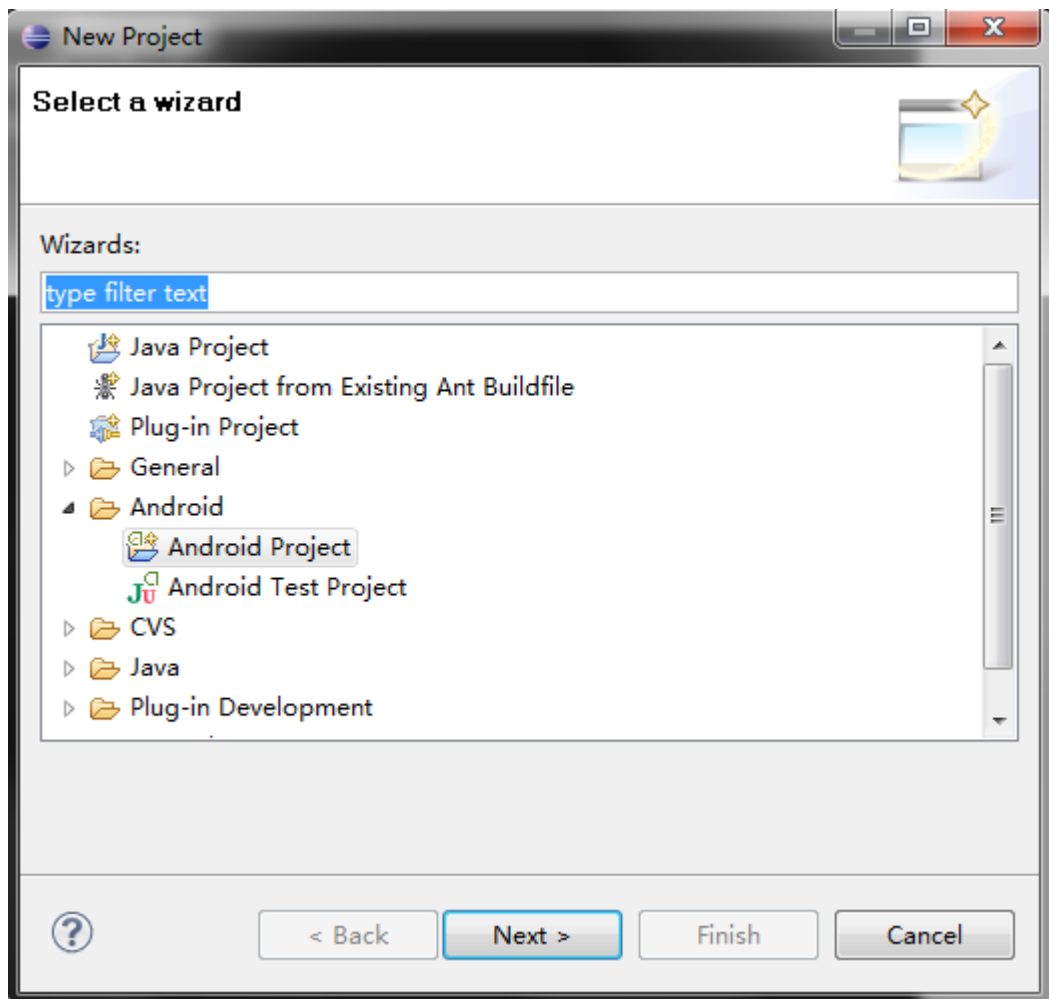 New Project
Select a wizard
Wizards:
type filter text
Java Project
Java Project from Existing Ant Buildfile
Plug-in Project
General
Android
Android Project
Android Test Project
CVS
Java
Plug-in Development
< Back Next > Finish Cancel